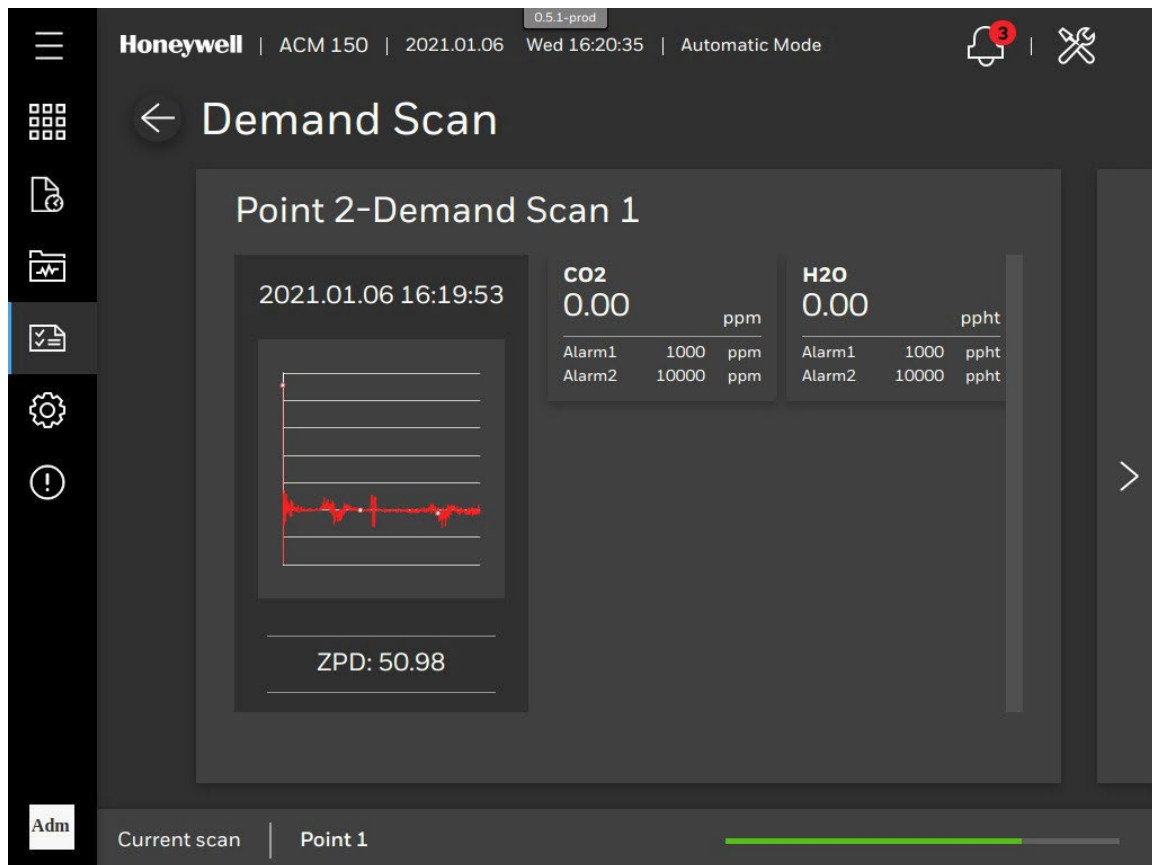 0.5.1-prod
Honeywell | ACM 150 | 2021.01.06 Wed 16:20:35 | Automatic Mode
3
Demand Scan
Point 2-Demand Scan 1
2021.01.06 16:19:53
ZPD: 50.98
CO2
0.00 ppm
Alarm1 1000 ppm
Alarm2 10000 ppm
H2O
0.00 ppht
Alarm1 1000 ppht
Alarm2 10000 ppht
Adm
Current scan | Point 1